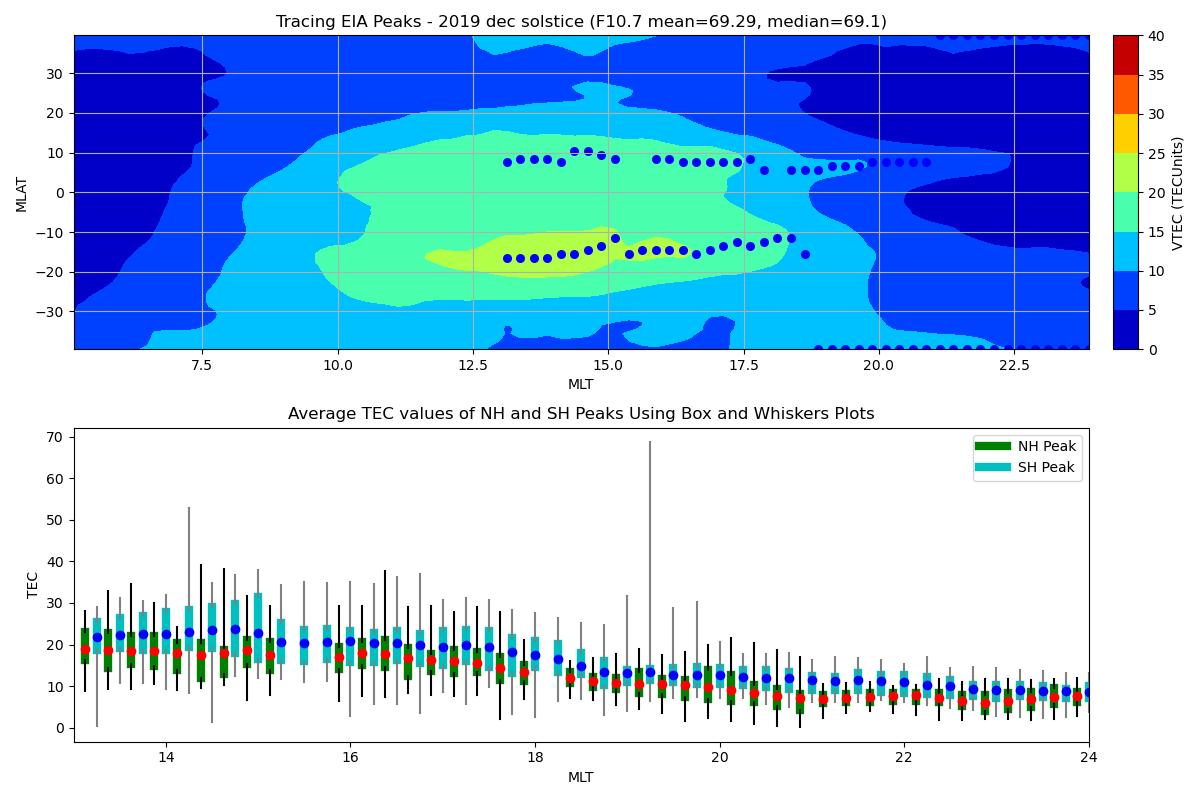 Tracing EIA Peaks - 2019 dec solstice (F10.7 mean=69.29, median=69.1)
MLAT
30
20
10
0
−10
−20
−30
7.5 10.0 12.5 15.0 17.5 20.0 22.5
MLT
40
35
30
25
20
15
10
5
0
VTEC (TECUnits)
Average TEC values of NH and SH Peaks Using Box and Whiskers Plots
TEC
70
60
50
40
30
20
10
0
NH Peak
SH Peak
14 16 18 20 22 24
MLT